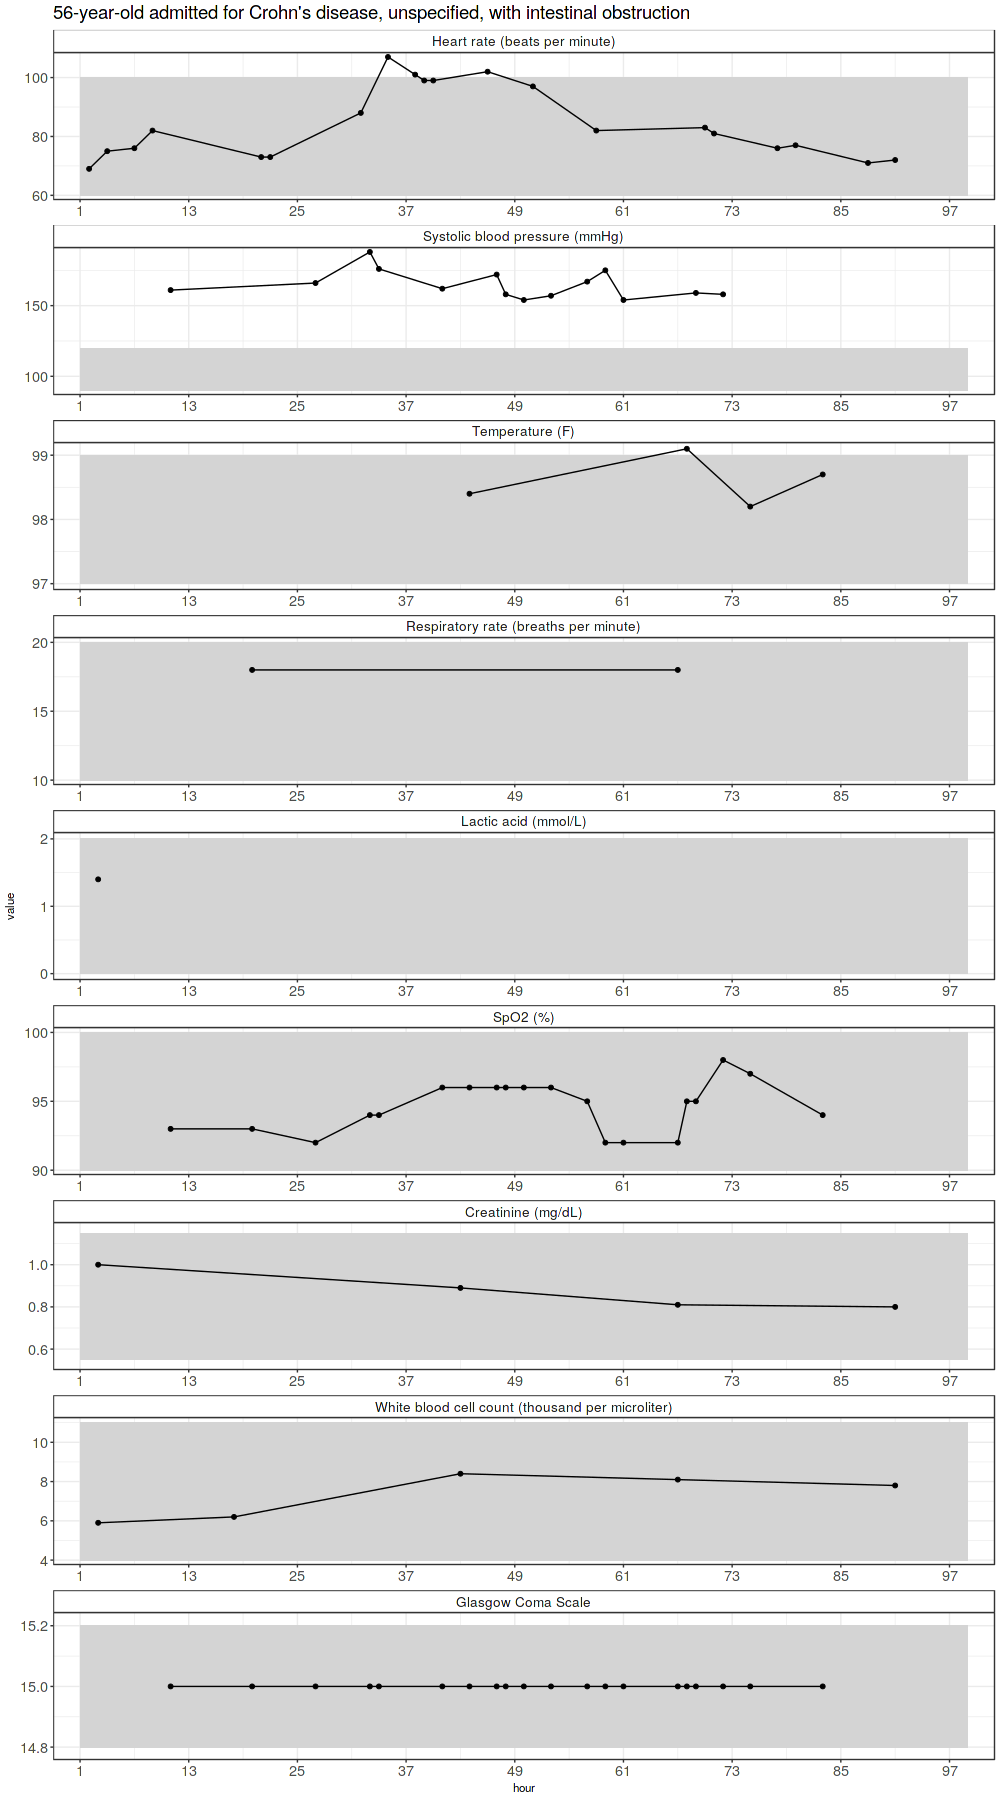 56-year-old admitted for Crohn's disease, unspecified, with intestinal obstruction
Heart rate (beats per minute)
100
80
60
1 13 25 37 49 61 73 85 97
Systolic blood pressure (mmHg)
150
100
1 13 25 37 49 61 73 85 97
Temperature (F)
99
98
97
1 13 25 37 49 61 73 85 97
Respiratory rate (breaths per minute)
20
15
10
1 13 25 37 49 61 73 85 97
Lactic acid (mmol/L)
2
1
0
1 13 25 37 49 61 73 85 97
value
SpO2 (%)
100
95
90
1 13 25 37 49 61 73 85 97
Creatinine (mg/dL)
1.0
0.8
0.6
1 13 25 37 49 61 73 85 97
White blood cell count (thousand per microliter)
10
8
6
4
1 13 25 37 49 61 73 85 97
Glasgow Coma Scale
15.2
15.0
14.8
1 13 25 37 49 61 73 85 97
hour